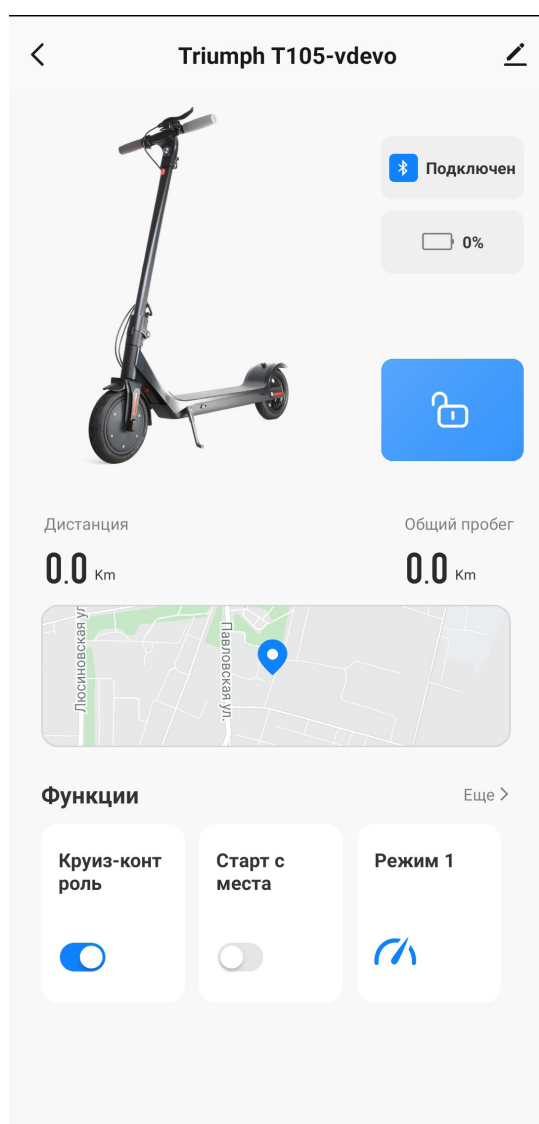 Triumph T105-vdevo
Подключен
0%
Дистанция
Общий пробег
0.0 Km
0.0 Km
Люсиновская ул
Павловская ул.
Функции
Еще
Круиз-конт
роль
Старт с
места
Режим 1